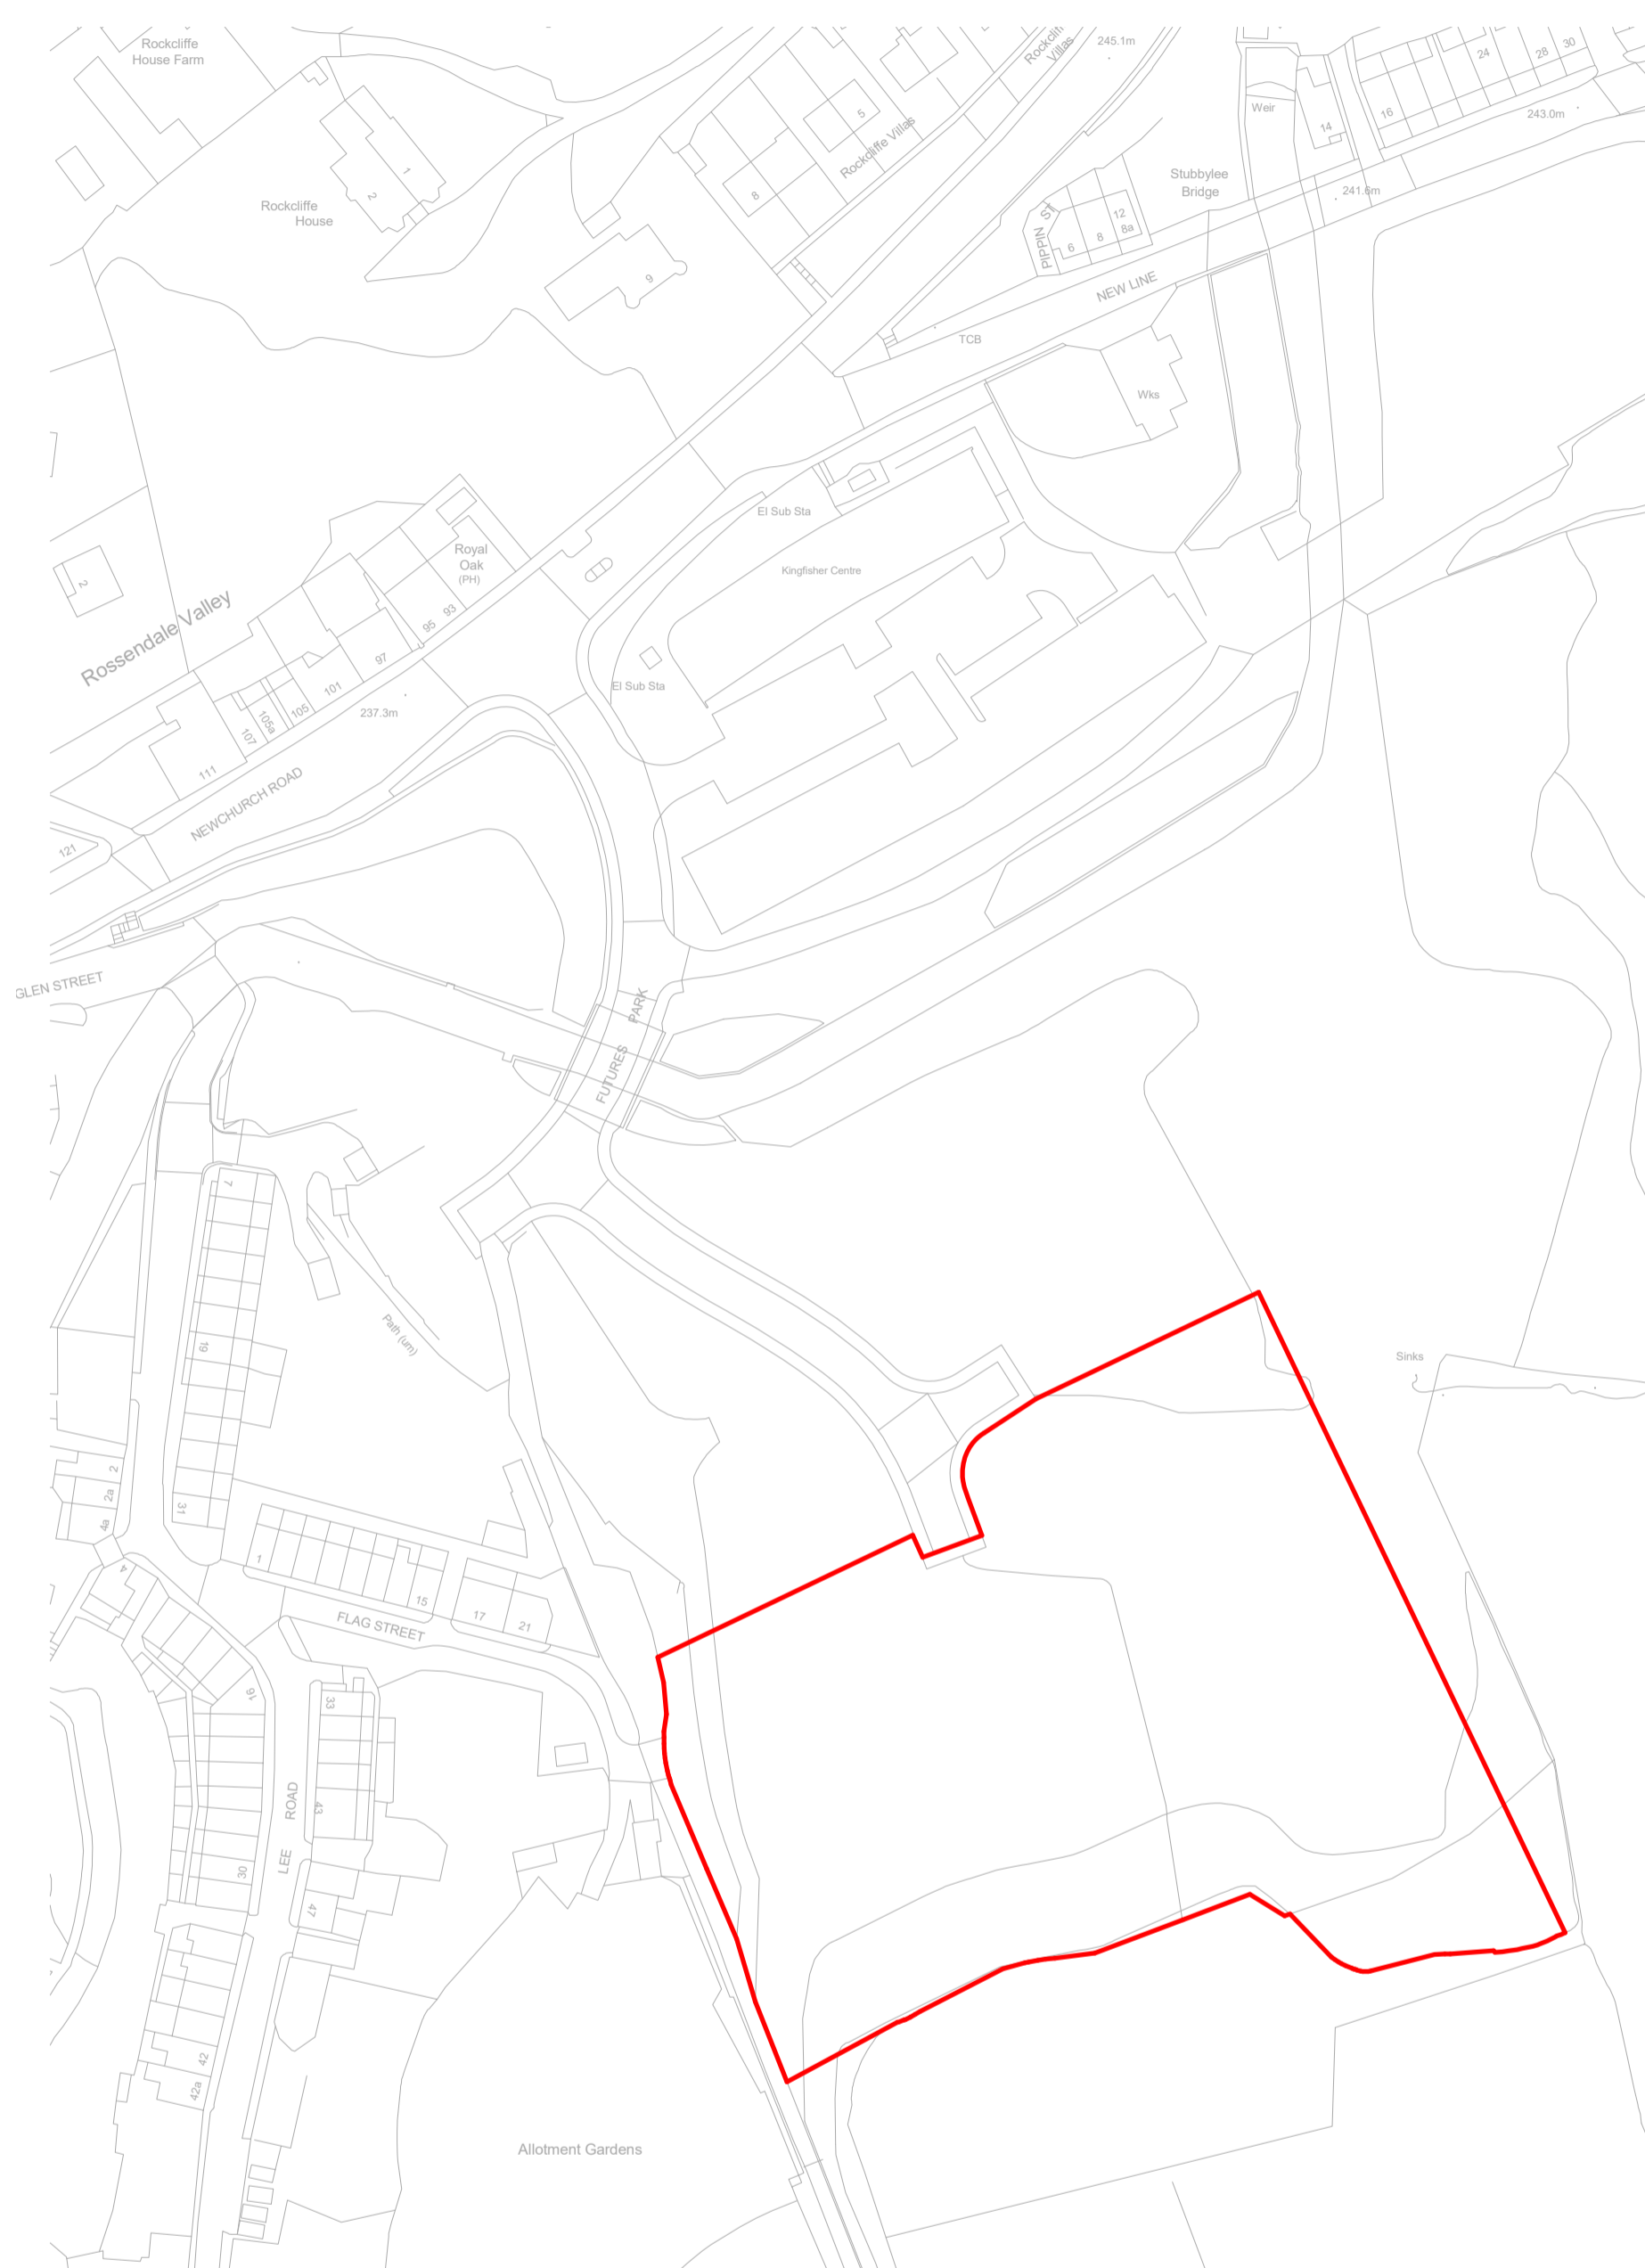 Rockcliffe
House Farm
Rockcliffe
Villas
245.1m
24
28
30
16
14
243.0m
Weir
5
Rockcliffe Villas
8
1
2
Rockcliffe
House
9
Stubbylee
Bridge
241.6m
PIPPIN ST
6
8
12
8a
NEW LINE
TCB
Wks
El Sub Sta
Kingfisher Centre
Royal
Oak
(PH)
2
Rossendale Valley
95
93
97
101
105
105a
107
111
El Sub Sta
237.3m
NEWCHURCH ROAD
121
GLEN STREET
FUTURES PARK
7
19
Path (um)
Sinks
2
2a
4a
31
4
1
15
17
21
FLAG STREET
16
33
43
LEE ROAD
30
47
42
42a
Allotment Gardens